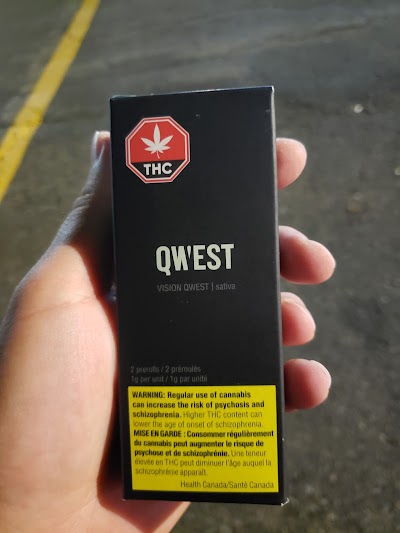 THC
QWEST
VISION QWEST | sativa
2 prerolls / 2 préroulés
1g per unit / 1g par unité
WARNING: Regular use of cannabis
can increase the risk of psychosis and
schizophrenia. Higher THC content can
lower the age of onset of schizophrenia.
MISE EN GARDE : Consommer régulièrement
du cannabis peut augmenter le risque de
psychose et de schizophrénie. Une teneur
élevée en THC peut diminuer l'âge auquel la
schizophrénie apparaît.
Health Canada/Santé Canada